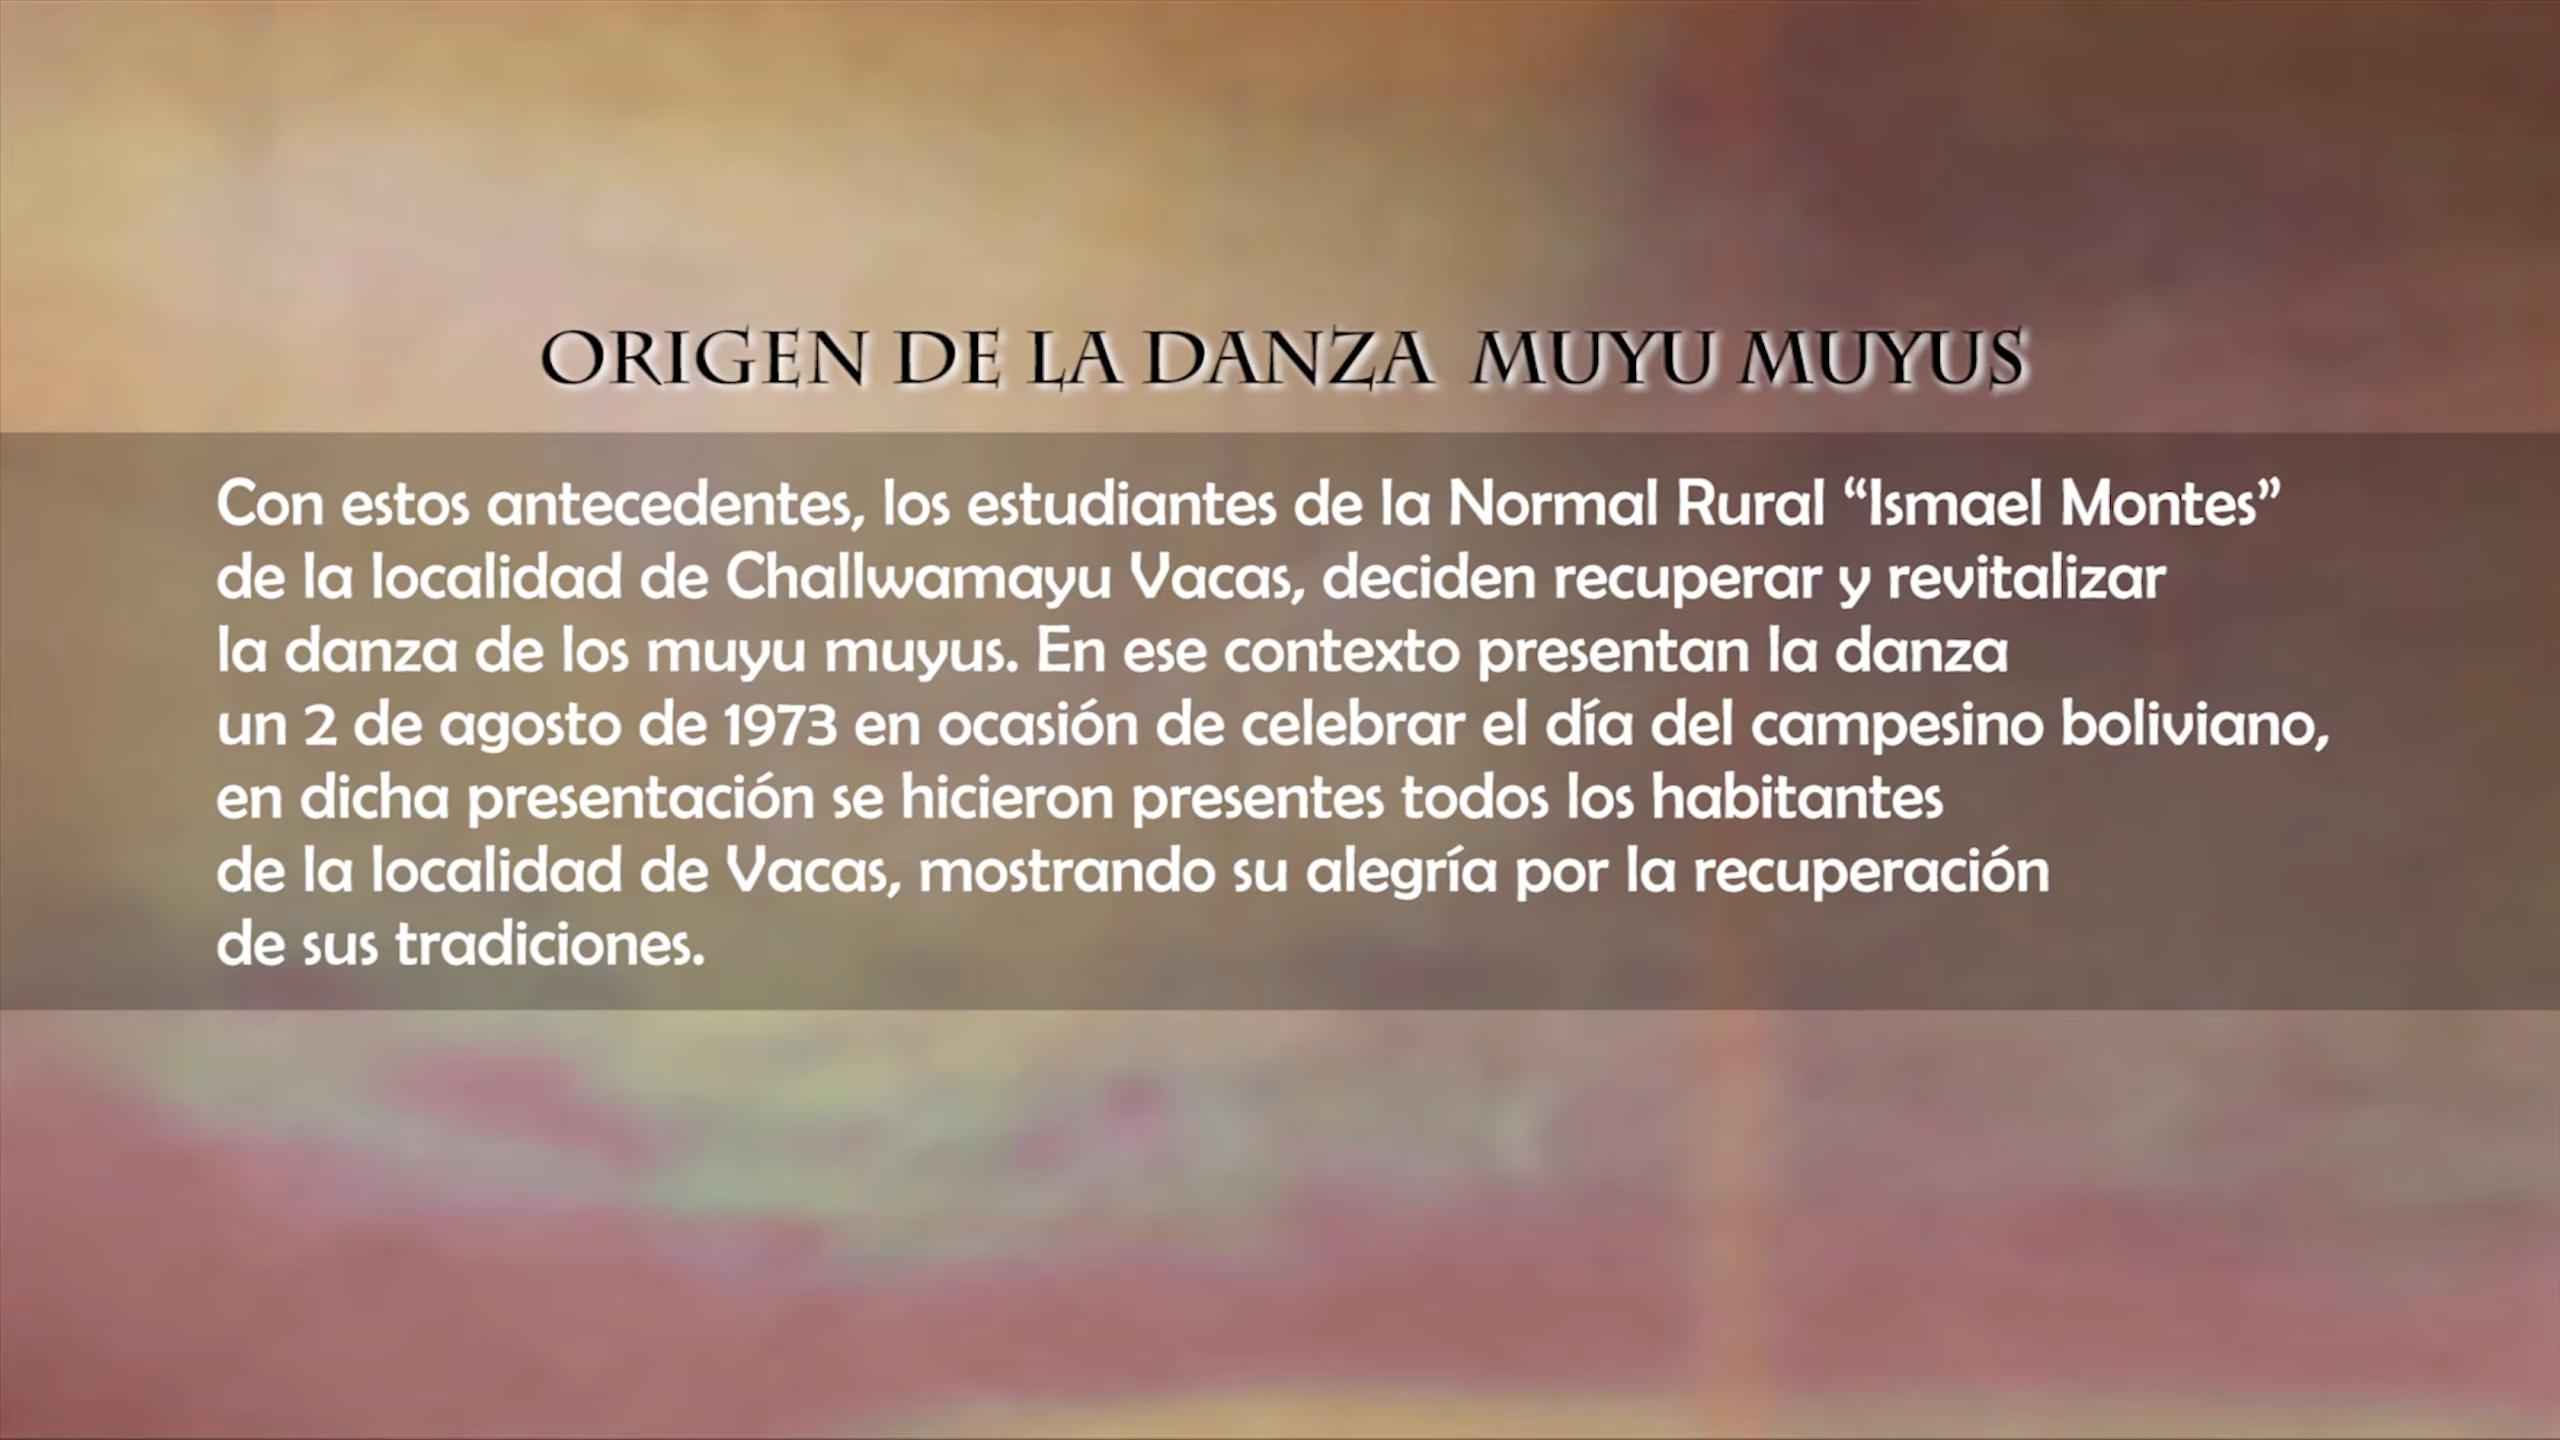 ORIGEN DE LA DANZA MUYU MUYUS
Con estos antecedentes, los estudiantes de la Normal Rural “Ismael Montes”
de la localidad de Challwamayu Vacas, deciden recuperar y revitalizar
la danza de los muyu muyus. En ese contexto presentan la danza
un 2 de agosto de 1973 en ocasión de celebrar el día del campesino boliviano,
en dicha presentación se hicieron presentes todos los habitantes
de la localidad de Vacas, mostrando su alegría por la recuperación
de sus tradiciones.